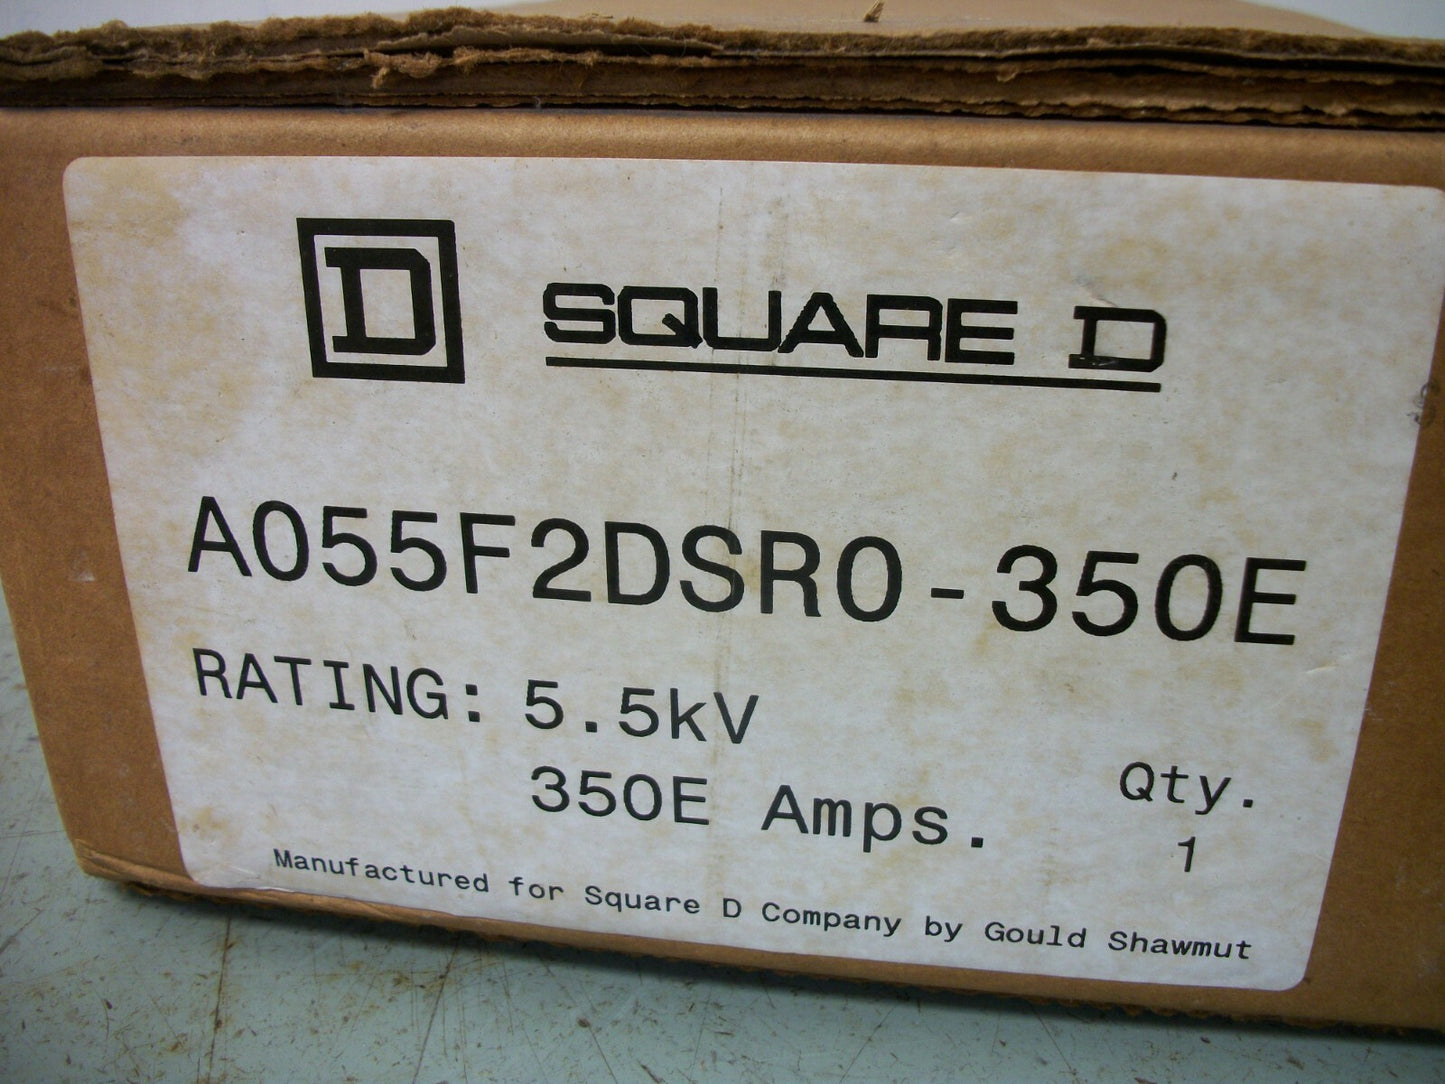 D SQUARE D
A055F2DSR0-350E
RATING: 5.5kV
350E Amps.
Qty.
1
Manufactured for Square D Company by Gould Shawmut